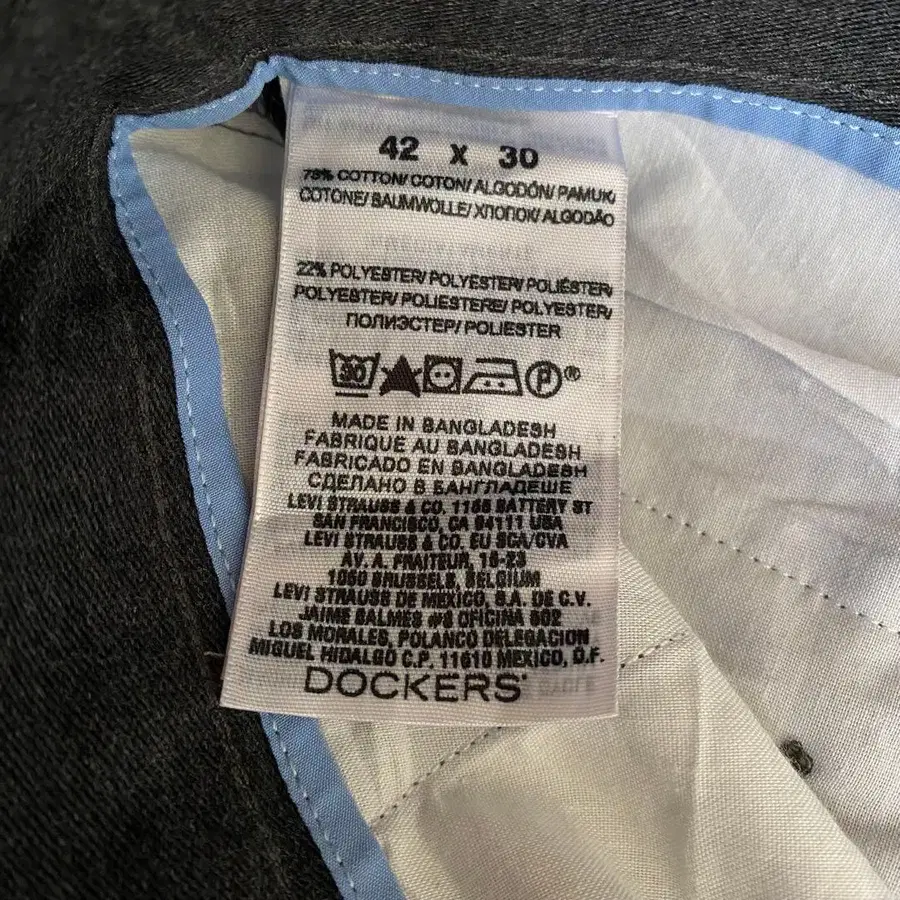 42 X 30
78% COTTON/ COTON/ ALGODÓN/ PAMUK/
COTONE/ BAUMWOLLE/ ХЛОПОК/ ALGODÃO
22% POLYESTER/ POLYESTER/ POLIÉSTER/
POLYESTER/ POLIESTERE/ POLYESTER/
ПОЛИЭСТЕР/ POLIESTER
30 P ®
MADE IN BANGLADESH
FABRIQUE AU BANGLADESH
FABRICADO EN BANGLADESH
СДЕЛАНО В БАНГЛАДЕШЕ
LEVI STRAUSS & CO. 1155 BATTERY ST
SAN FRANCISCO, CA 94111 USA
LEVI STRAUSS & CO. EU SCA/CVA
AV. A. FRAITEUR, 15-23
1050 BRUSSELS, BELGIUM
LEVI STRAUSS DE MEXICO, S.A. DE C.V.
JAIME BALMES #8 OFICINA 602
LOS MORALES, POLANCO DELEGACION
MIGUEL HIDALGO C.P. 11510 MEXICO, D.F.
DOCKERS®